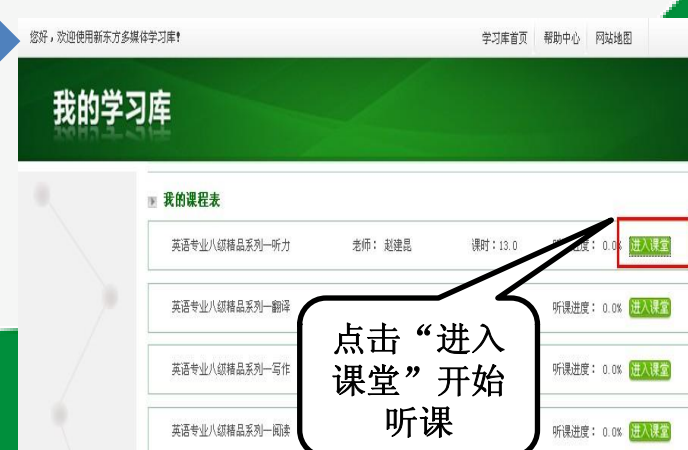 您好，欢迎使用新东方多媒体学习库！
学习库首页 帮助中心 网站地图
我的学习库
我的课程表
英语专业八级精品系列—听力 老师： 赵建昆 课时：13.0 进度： 0.0% 进入课堂
英语专业八级精品系列—翻译 听课进度： 0.0% 进入课堂
英语专业八级精品系列—写作 听课进度： 0.0% 进入课堂
英语专业八级精品系列—阅读 听课进度： 0.0% 进入课堂
点击“进入
课堂”开始
听课